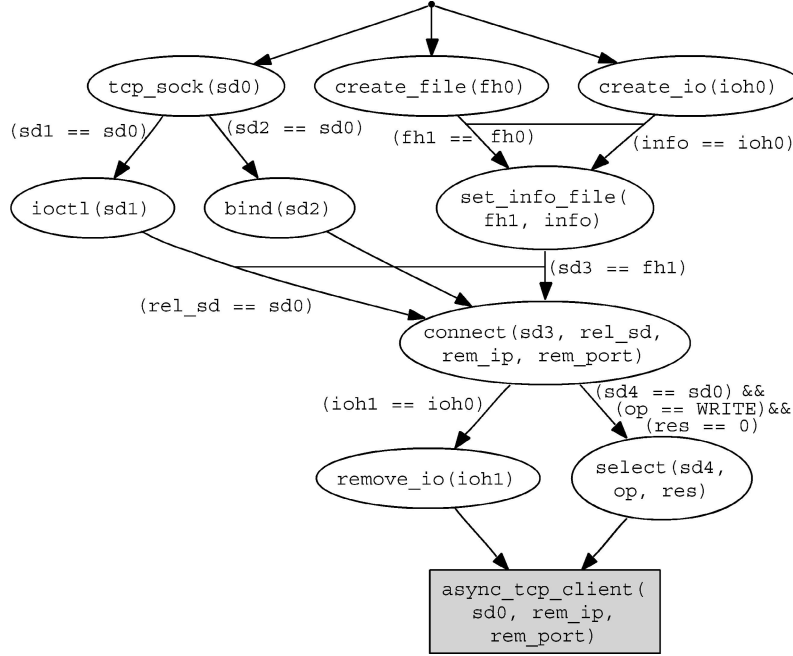 tcp_sock(sd0)
create_file(fh0)
create_io(ioh0)
(sd1 == sd0)
(sd2 == sd0)
(fh1 == fh0)
(info == ioh0)
ioctl(sd1)
bind(sd2)
set_info_file(
fh1, info)
(sd3 == fh1)
(rel_sd == sd0)
connect(sd3, rel_sd,
rem_ip, rem_port)
(ioh1 == ioh0)
(sd4 == sd0) &&
(op == WRITE)&&
(res == 0)
remove_io(ioh1)
select(sd4,
op, res)
async_tcp_client(
sd0, rem_ip,
rem_port)